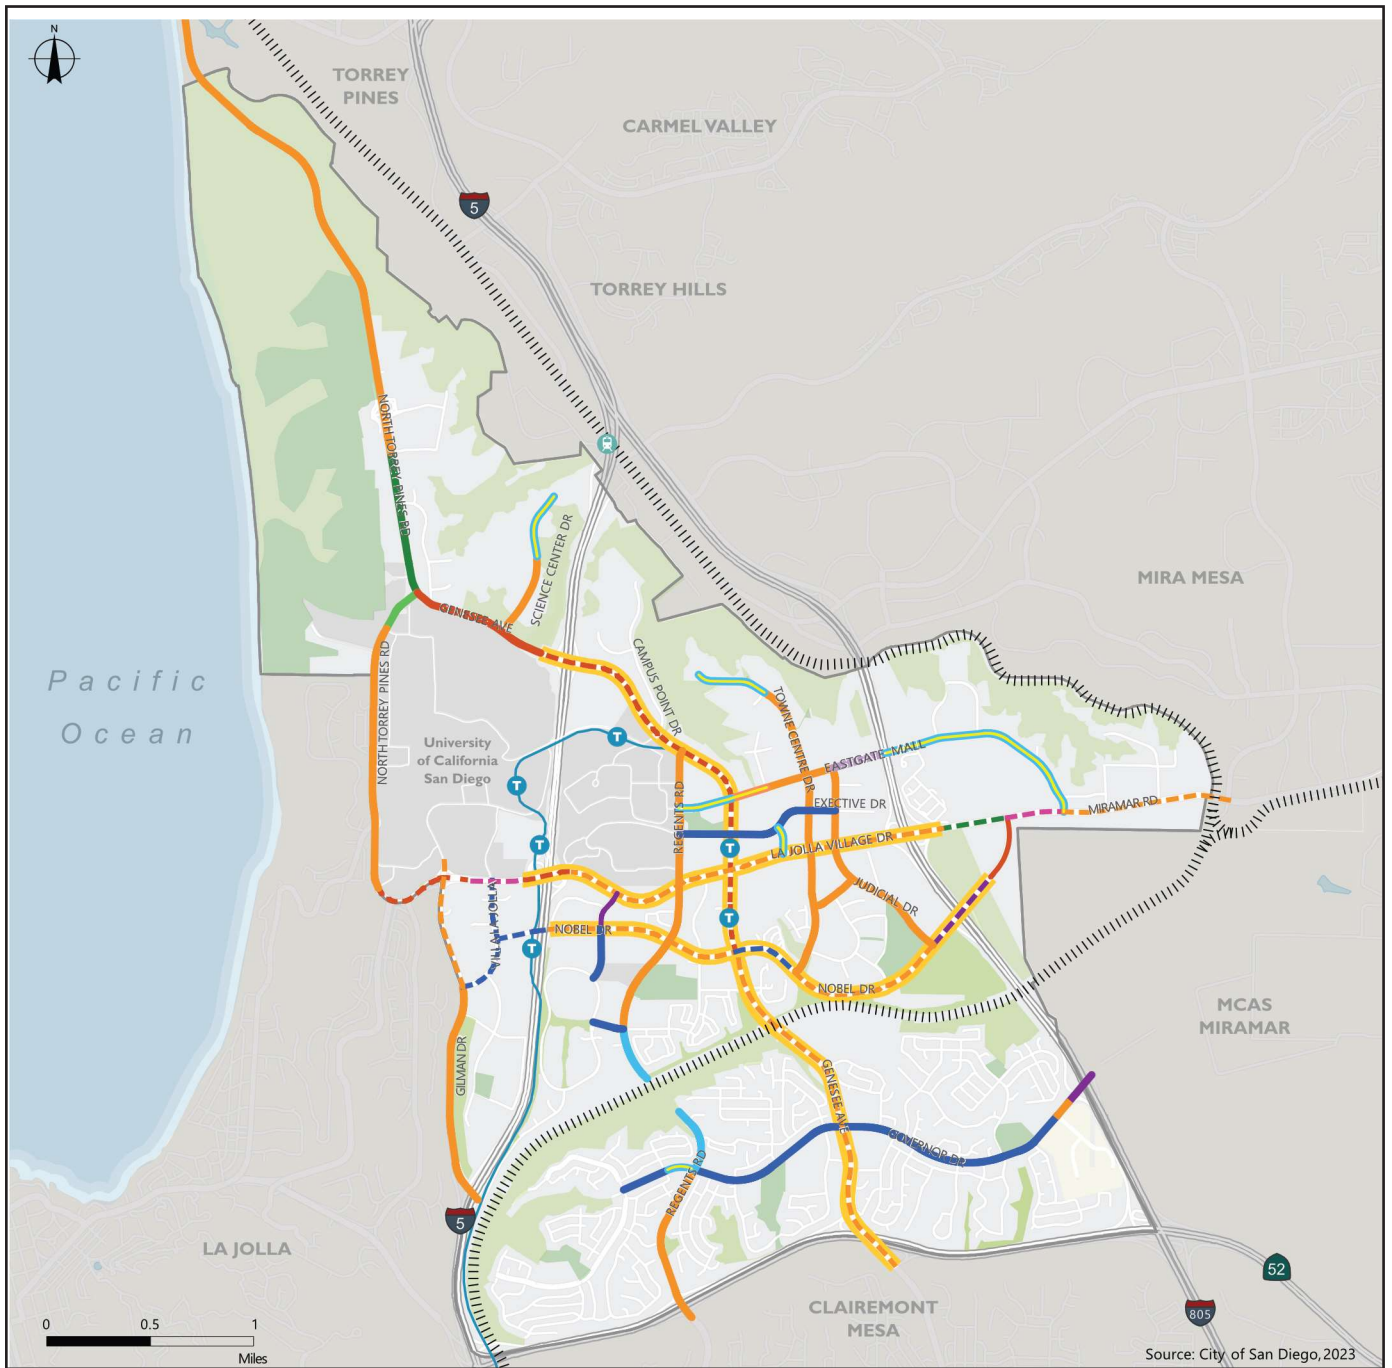 N
TORREY
PINES
CARMEL VALLEY
5
TORREY HILLS
NORTH TORREY PINES RD
SCIENCE CENTER DR
MIRA MESA
GENESEE AVE
CAMPUS POINT DR
Pacific
Ocean
NORTH TORREY PINES RD
TOWNE CENTRE DR
University
of California
San Diego
T
T
EASTGATE MALL
REGENTS RD
EXECTIVE DR
MIRAMAR RD
T
T
LA JOLLA VILLAGE DR
VILLA LA JOLLA
JUDICIAL DR
T
NOBEL DR
T
NOBEL DR
MCAS
MIRAMAR
GILMAN DR
GENESEE AVE
GOVERNOR DR
REGENTS RD
5
LA JOLLA
52
CLAIREMONT
MESA
805
0 0.5 1
Miles
Source: City of San Diego, 2023